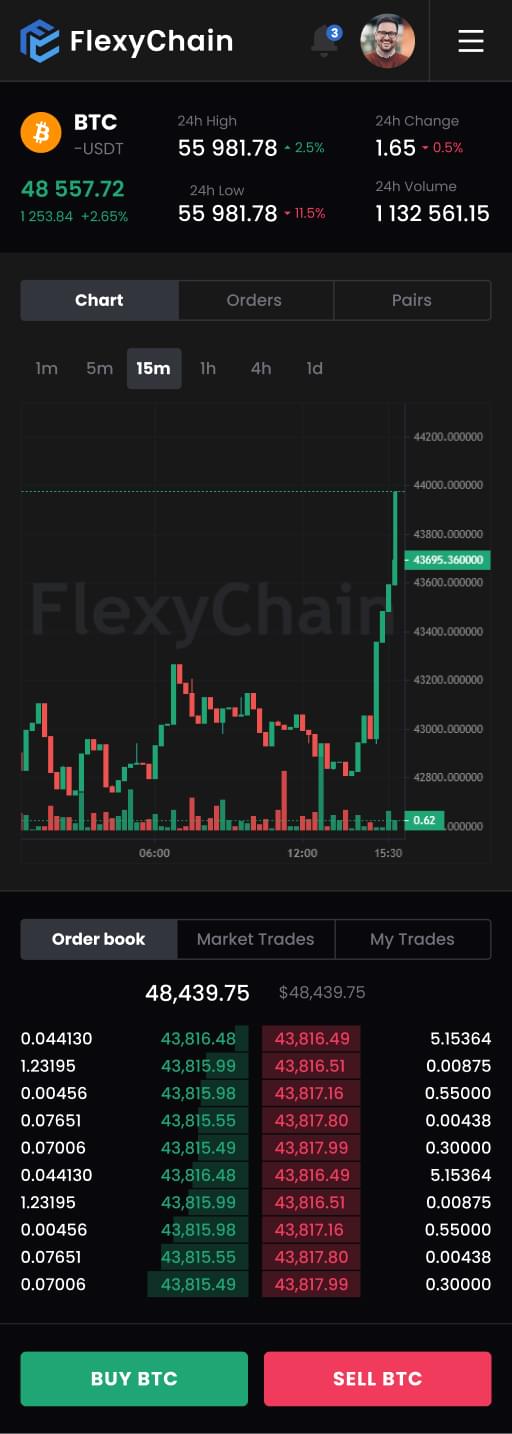 FlexyChain
3
BTC
-USDT
48 557.72
1 253.84 +2.65%
24h High
55 981.78 2.5%
24h Low
55 981.78 11.5%
24h Change
1.65 0.5%
24h Volume
1 132 561.15
Chart Orders Pairs
1m 5m 15m 1h 4h 1d
44200.000000
44000.000000
43800.000000
43695.360000
43600.000000
FlexyChain
43400.000000
43200.000000
43000.000000
42800.000000
0.62 .000000
06:00 12:00 15:30
Order book Market Trades My Trades
48,439.75 $48,439.75
0.044130 43,816.48 43,816.49 5.15364
1.23195 43,815.99 43,816.51 0.00875
0.00456 43,815.98 43,817.16 0.55000
0.07651 43,815.55 43,817.80 0.00438
0.07006 43,815.49 43,817.99 0.30000
0.044130 43,816.48 43,816.49 5.15364
1.23195 43,815.99 43,816.51 0.00875
0.00456 43,815.98 43,817.16 0.55000
0.07651 43,815.55 43,817.80 0.00438
0.07006 43,815.49 43,817.99 0.30000
BUY BTC SELL BTC